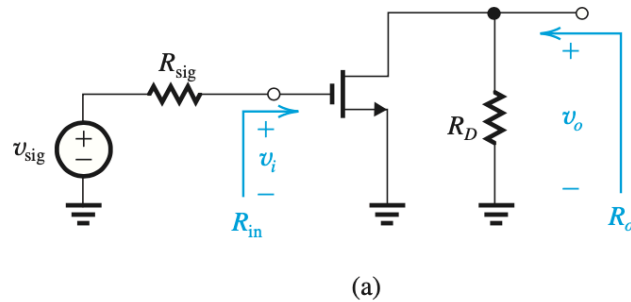 R_sig
v_sig
+
−
+
v_i
−
R_in
R_D
+
v_o
−
R_o
(a)